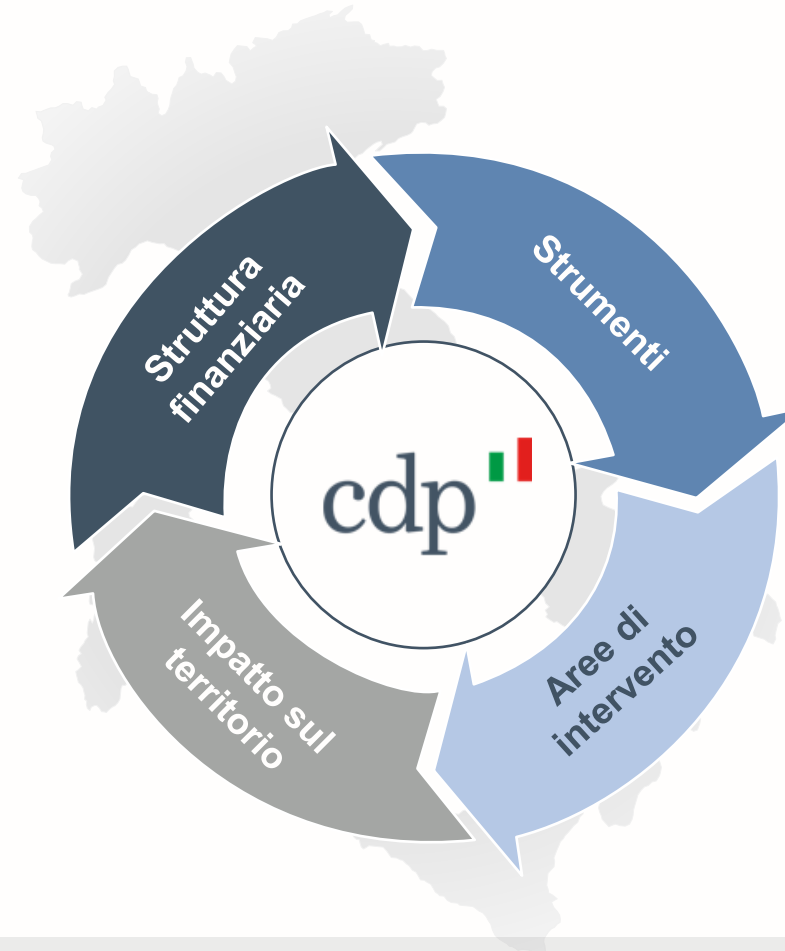 Struttura
finanziaria
Strumenti
cdp
Aree di
intervento
Impatto sul
territorio